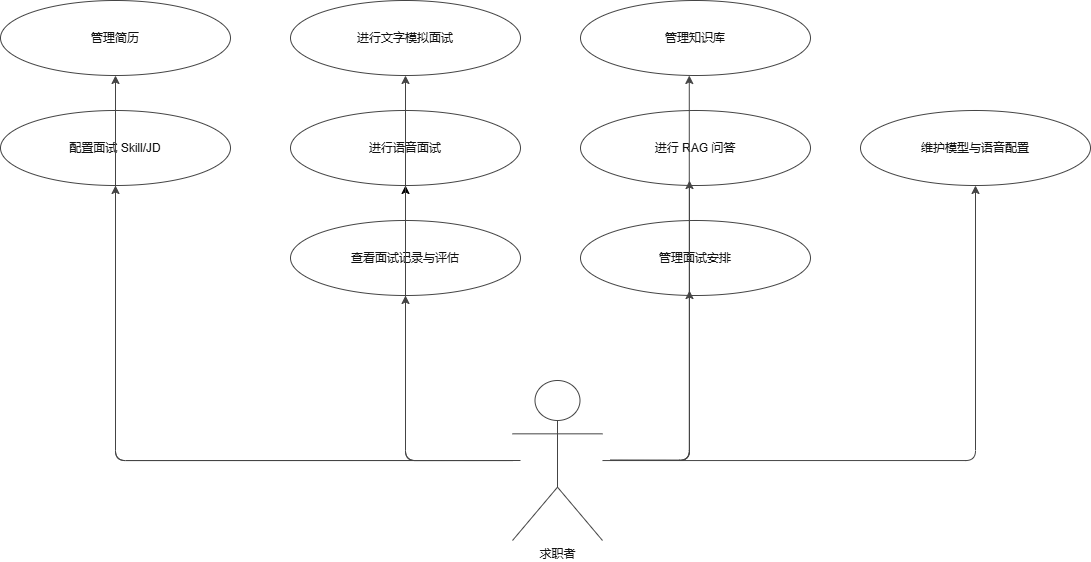 管理简历
进行文字模拟面试
管理知识库
配置面试 Skill/JD
进行语音面试
进行 RAG 问答
维护模型与语音配置
查看面试记录与评估
管理面试安排
求职者